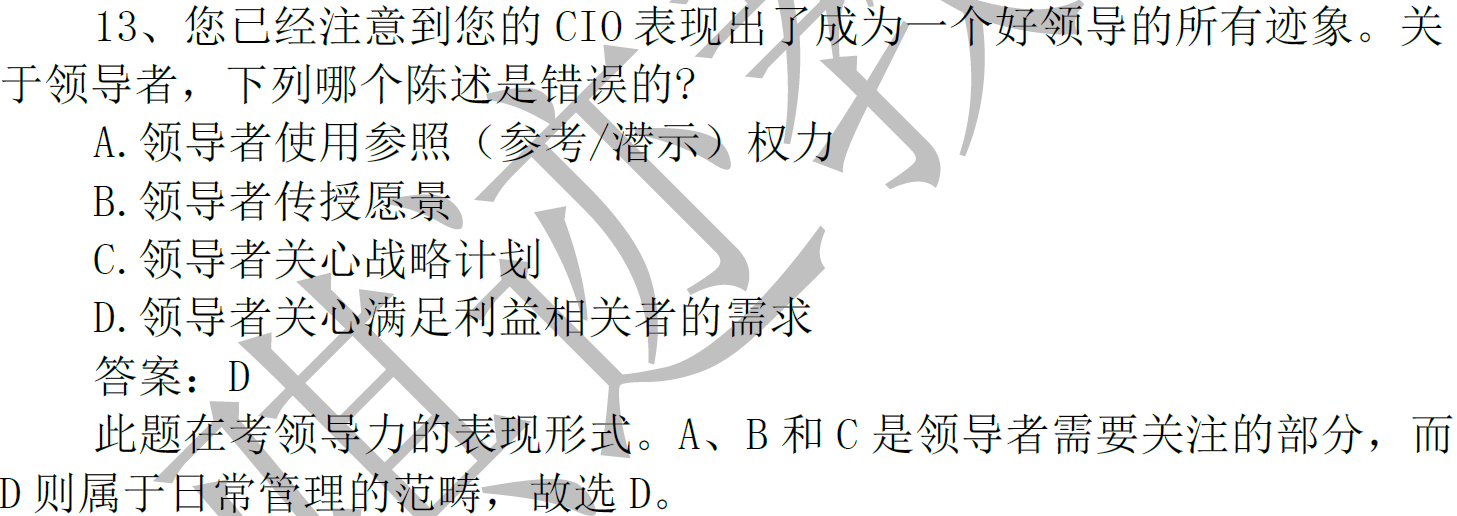 13、您已经注意到您的 CIO 表现出了成为一个好领导的所有迹象。关
于领导者，下列哪个陈述是错误的?
A.领导者使用参照（参考/潜示）权力
B.领导者传授愿景
C.领导者关心战略计划
D.领导者关心满足利益相关者的需求
答案：D
此题在考领导力的表现形式。A、B 和 C 是领导者需要关注的部分，而
D 则属于日常管理的范畴，故选 D。